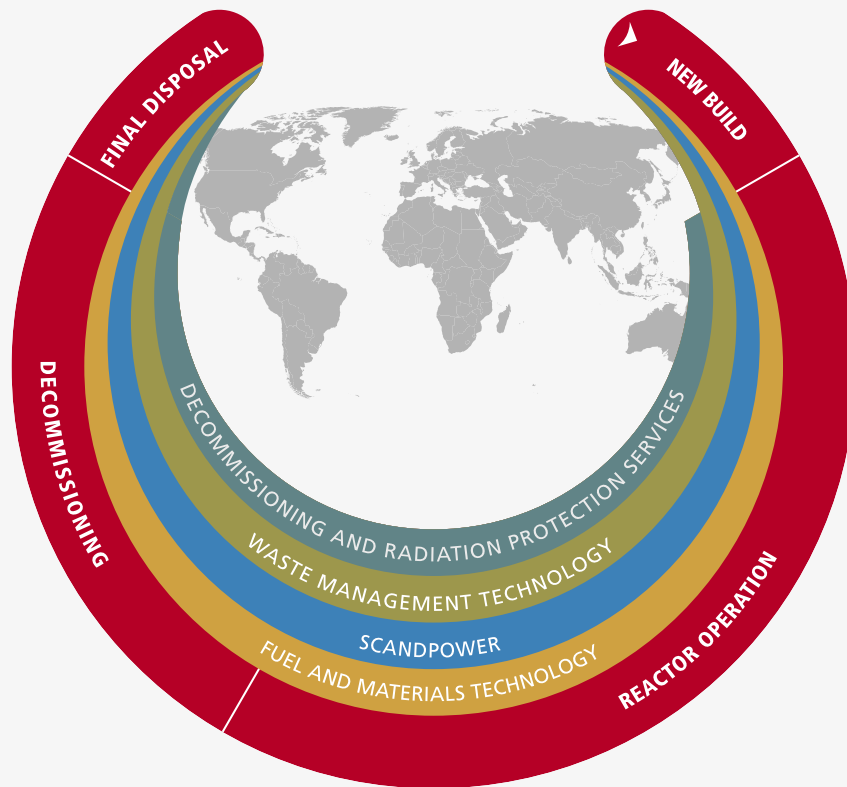 FINAL DISPOSAL
NEW BUILD
DECOMMISSIONING
REACTOR OPERATION
DECOMMISSIONING AND RADIATION PROTECTION SERVICES
WASTE MANAGEMENT TECHNOLOGY
SCANDPOWER
FUEL AND MATERIALS TECHNOLOGY